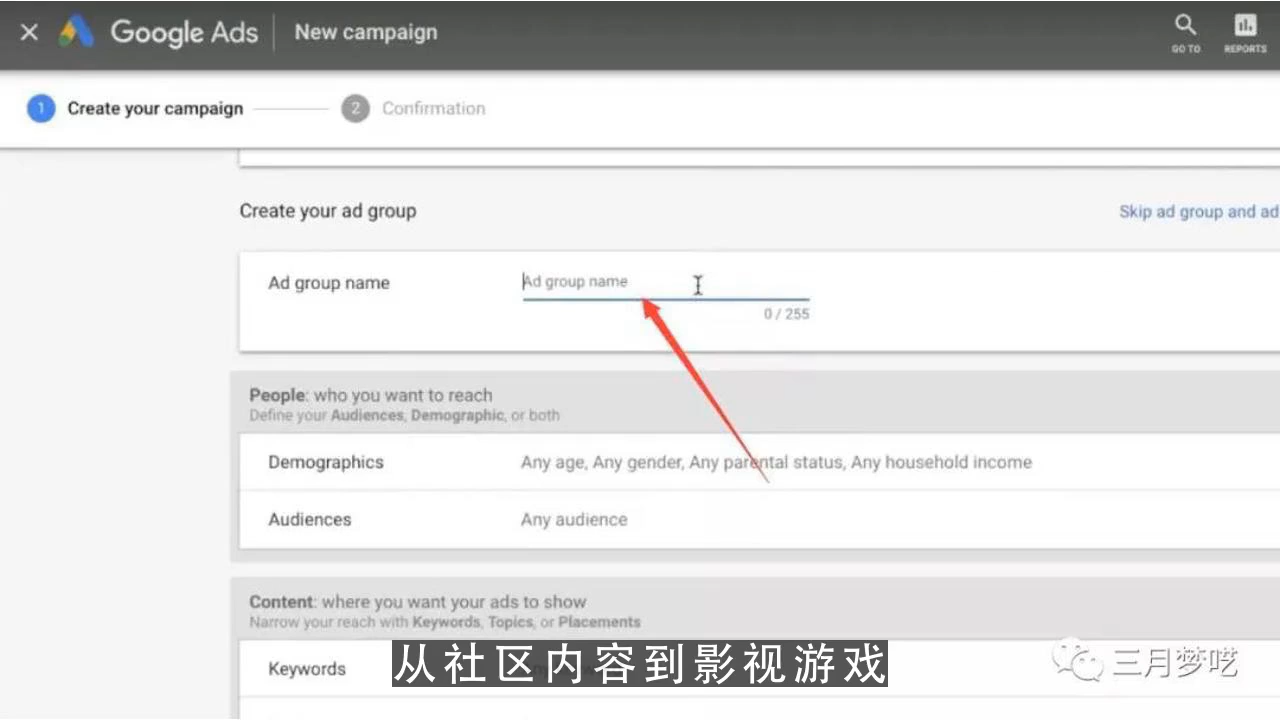 Google Ads
New campaign
GO TO
REPORTS
1 Create your campaign
2 Confirmation
Create your ad group
Skip ad group and ad
Ad group name
Ad group name
0 / 255
People: who you want to reach
Define your Audiences, Demographic, or both
Demographics
Any age, Any gender, Any parental status, Any household income
Audiences
Any audience
Content: where you want your ads to show
Narrow your reach with Keywords, Topics, or Placements
Keywords
从社区内容到影视游戏
三月梦呓